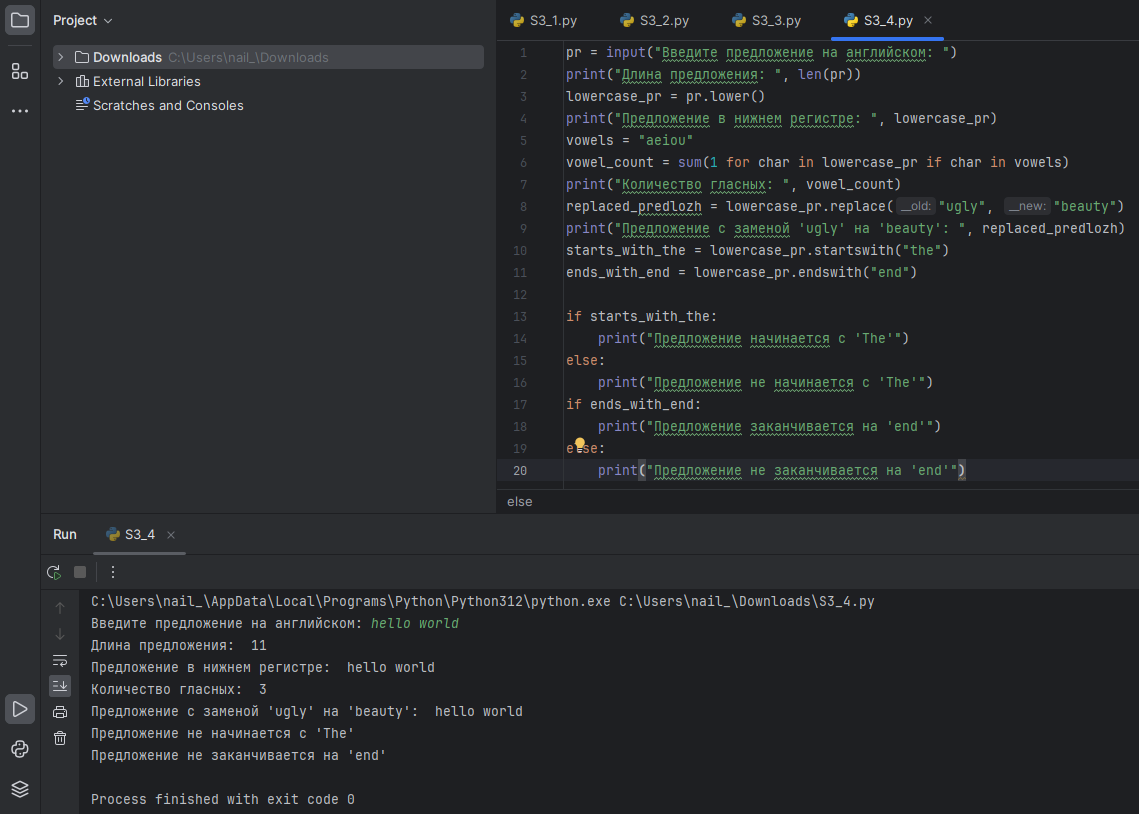 Project
Downloads C:\Users\nail_\Downloads
External Libraries
Scratches and Consoles
S3_1.py S3_2.py S3_3.py S3_4.py
1 pr = input("Введите предложение на английском: ")
2 print("Длина предложения: ", len(pr))
3 lowercase_pr = pr.lower()
4 print("Предложение в нижнем регистре: ", lowercase_pr)
5 vowels = "aeiou"
6 vowel_count = sum(1 for char in lowercase_pr if char in vowels)
7 print("Количество гласных: ", vowel_count)
8 replaced_predlozh = lowercase_pr.replace( __old: "ugly", __new: "beauty")
9 print("Предложение с заменой 'ugly' на 'beauty': ", replaced_predlozh)
10 starts_with_the = lowercase_pr.startswith("the")
11 ends_with_end = lowercase_pr.endswith("end")
12
13 if starts_with_the:
14 print("Предложение начинается с 'The'")
15 else:
16 print("Предложение не начинается с 'The'")
17 if ends_with_end:
18 print("Предложение заканчивается на 'end'")
19 else:
20 print("Предложение не заканчивается на 'end'")
else
Run S3_4
C:\Users\nail_\AppData\Local\Programs\Python\Python312\python.exe C:\Users\nail_\Downloads\S3_4.py
Введите предложение на английском: hello world
Длина предложения:  11
Предложение в нижнем регистре:  hello world
Количество гласных:  3
Предложение с заменой 'ugly' на 'beauty':  hello world
Предложение не начинается с 'The'
Предложение не заканчивается на 'end'
Process finished with exit code 0